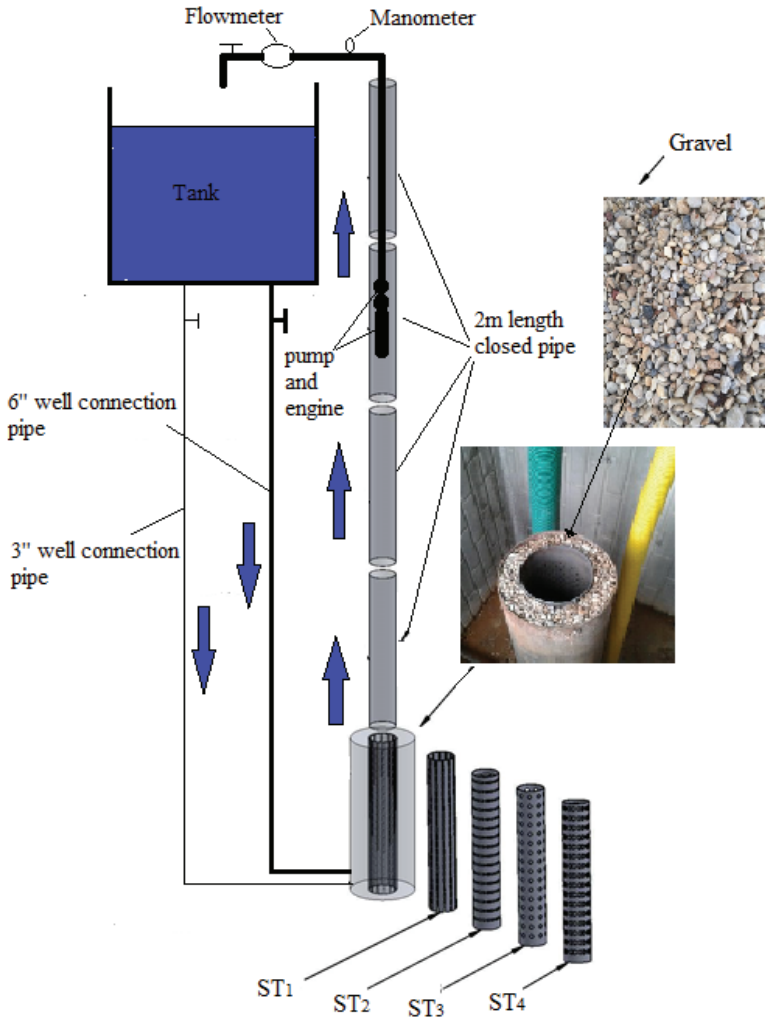 Flowmeter
Manometer
Gravel
Tank
2m length
closed pipe
pump
and
engine
6" well connection
pipe
3" well connection
pipe
ST1
ST2
ST3
ST4